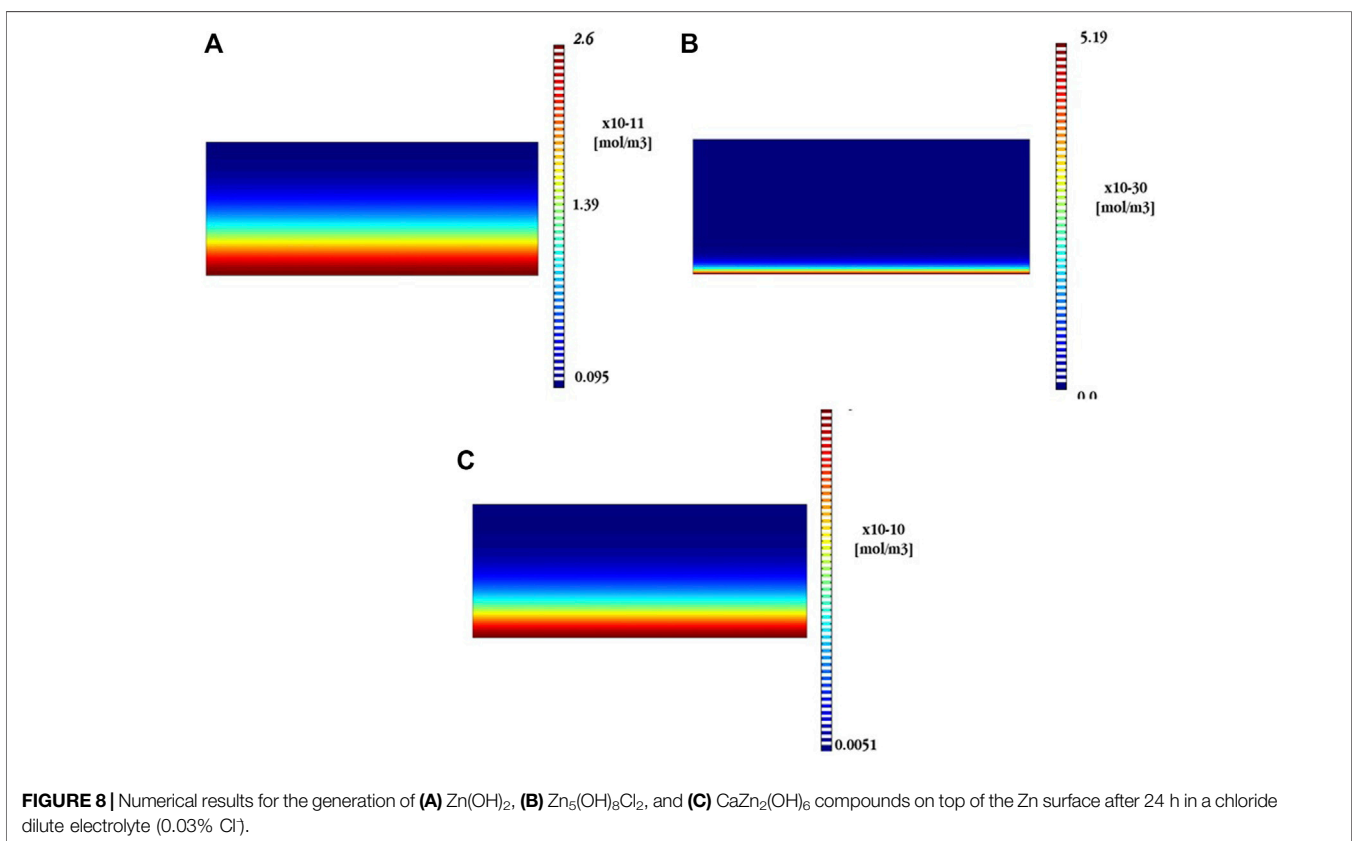 A
2.6
x10-11
[mol/m3]
1.39
0.095
B
5.19
x10-30
[mol/m3]
0.0
C
x10-10
[mol/m3]
0.0051
FIGURE 8 | Numerical results for the generation of (A) Zn(OH)₂, (B) Zn₅(OH)₈Cl₂, and (C) CaZn₂(OH)₆ compounds on top of the Zn surface after 24 h in a chloride
dilute electrolyte (0.03% Cl⁻).